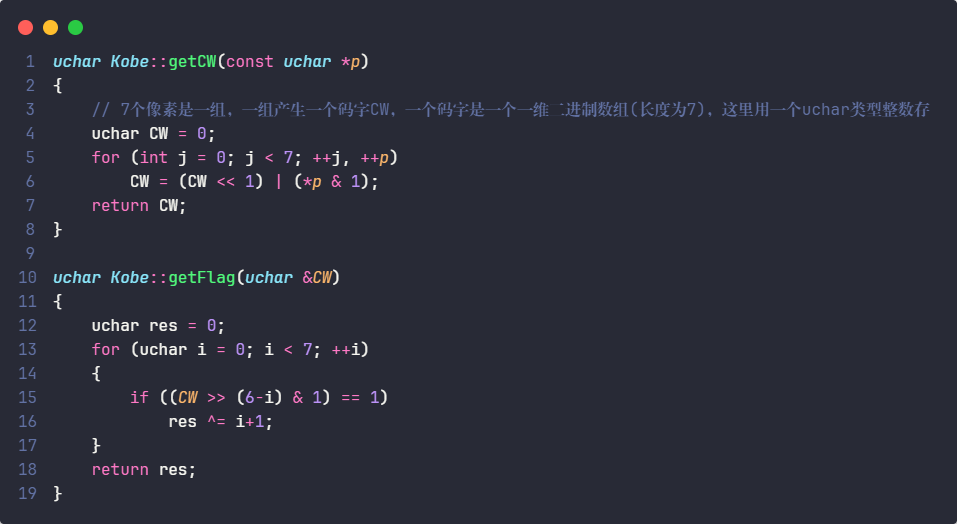 1 uchar Kobe::getCW(const uchar *p)
2 {
3     // 7个像素是一组，一组产生一个码字CW，一个码字是一个一维二进制数组(长度为7)，这里用一个uchar类型整数存
4     uchar CW = 0;
5     for (int j = 0; j < 7; ++j, ++p)
6         CW = (CW << 1) | (*p & 1);
7     return CW;
8 }
9
10 uchar Kobe::getFlag(uchar &CW)
11 {
12     uchar res = 0;
13     for (uchar i = 0; i < 7; ++i)
14     {
15         if ((CW >> (6-i) & 1) == 1)
16             res ^= i+1;
17     }
18     return res;
19 }